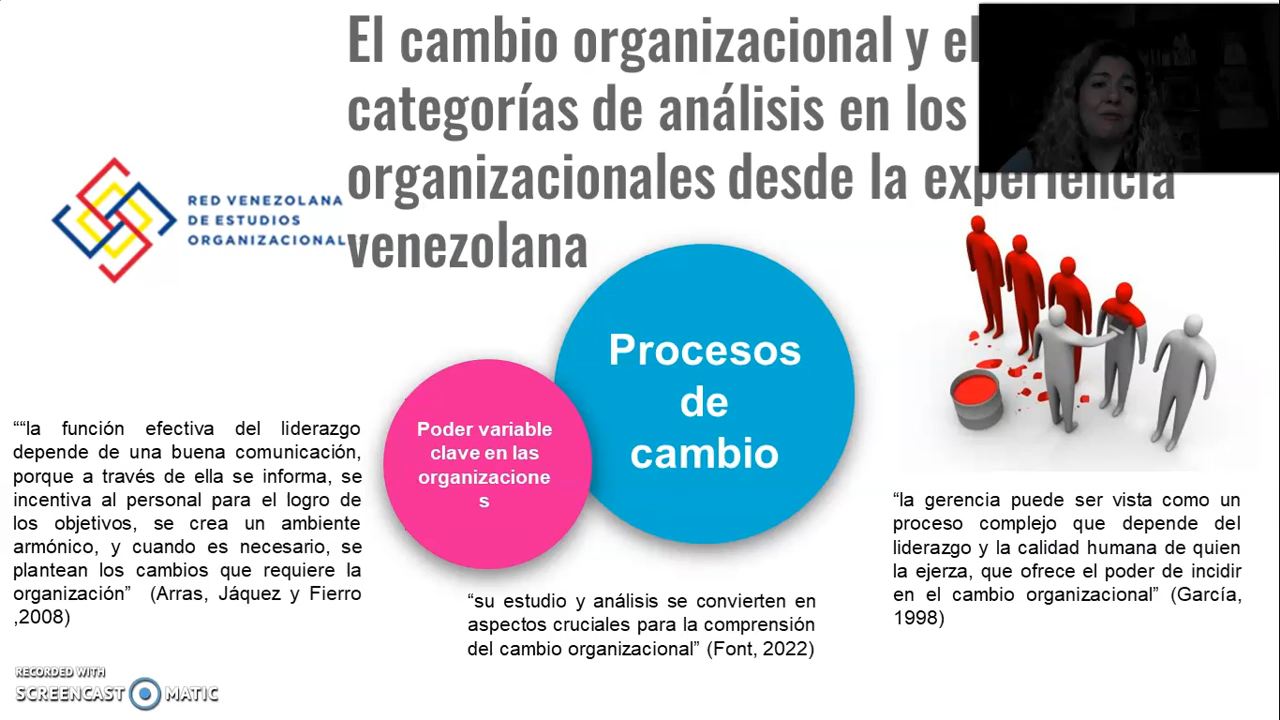 El cambio organizacional y el
categorías de análisis en los
organizacionales desde la experiencia
venezolana
RED VENEZOLANA
DE ESTUDIOS
ORGANIZACIONAL
Procesos
de
cambio
Poder variable
clave en las
organizacione
s
““la función efectiva del liderazgo
depende de una buena comunicación,
porque a través de ella se informa, se
incentiva al personal para el logro de
los objetivos, se crea un ambiente
armónico, y cuando es necesario, se
plantean los cambios que requiere la
organización” (Arras, Jáquez y Fierro
,2008)
“su estudio y análisis se convierten en
aspectos cruciales para la comprensión
del cambio organizacional” (Font, 2022)
“la gerencia puede ser vista como un
proceso complejo que depende del
liderazgo y la calidad humana de quien
la ejerza, que ofrece el poder de incidir
en el cambio organizacional” (García,
1998)
RECORDED WITH
SCREENCAST MATIC